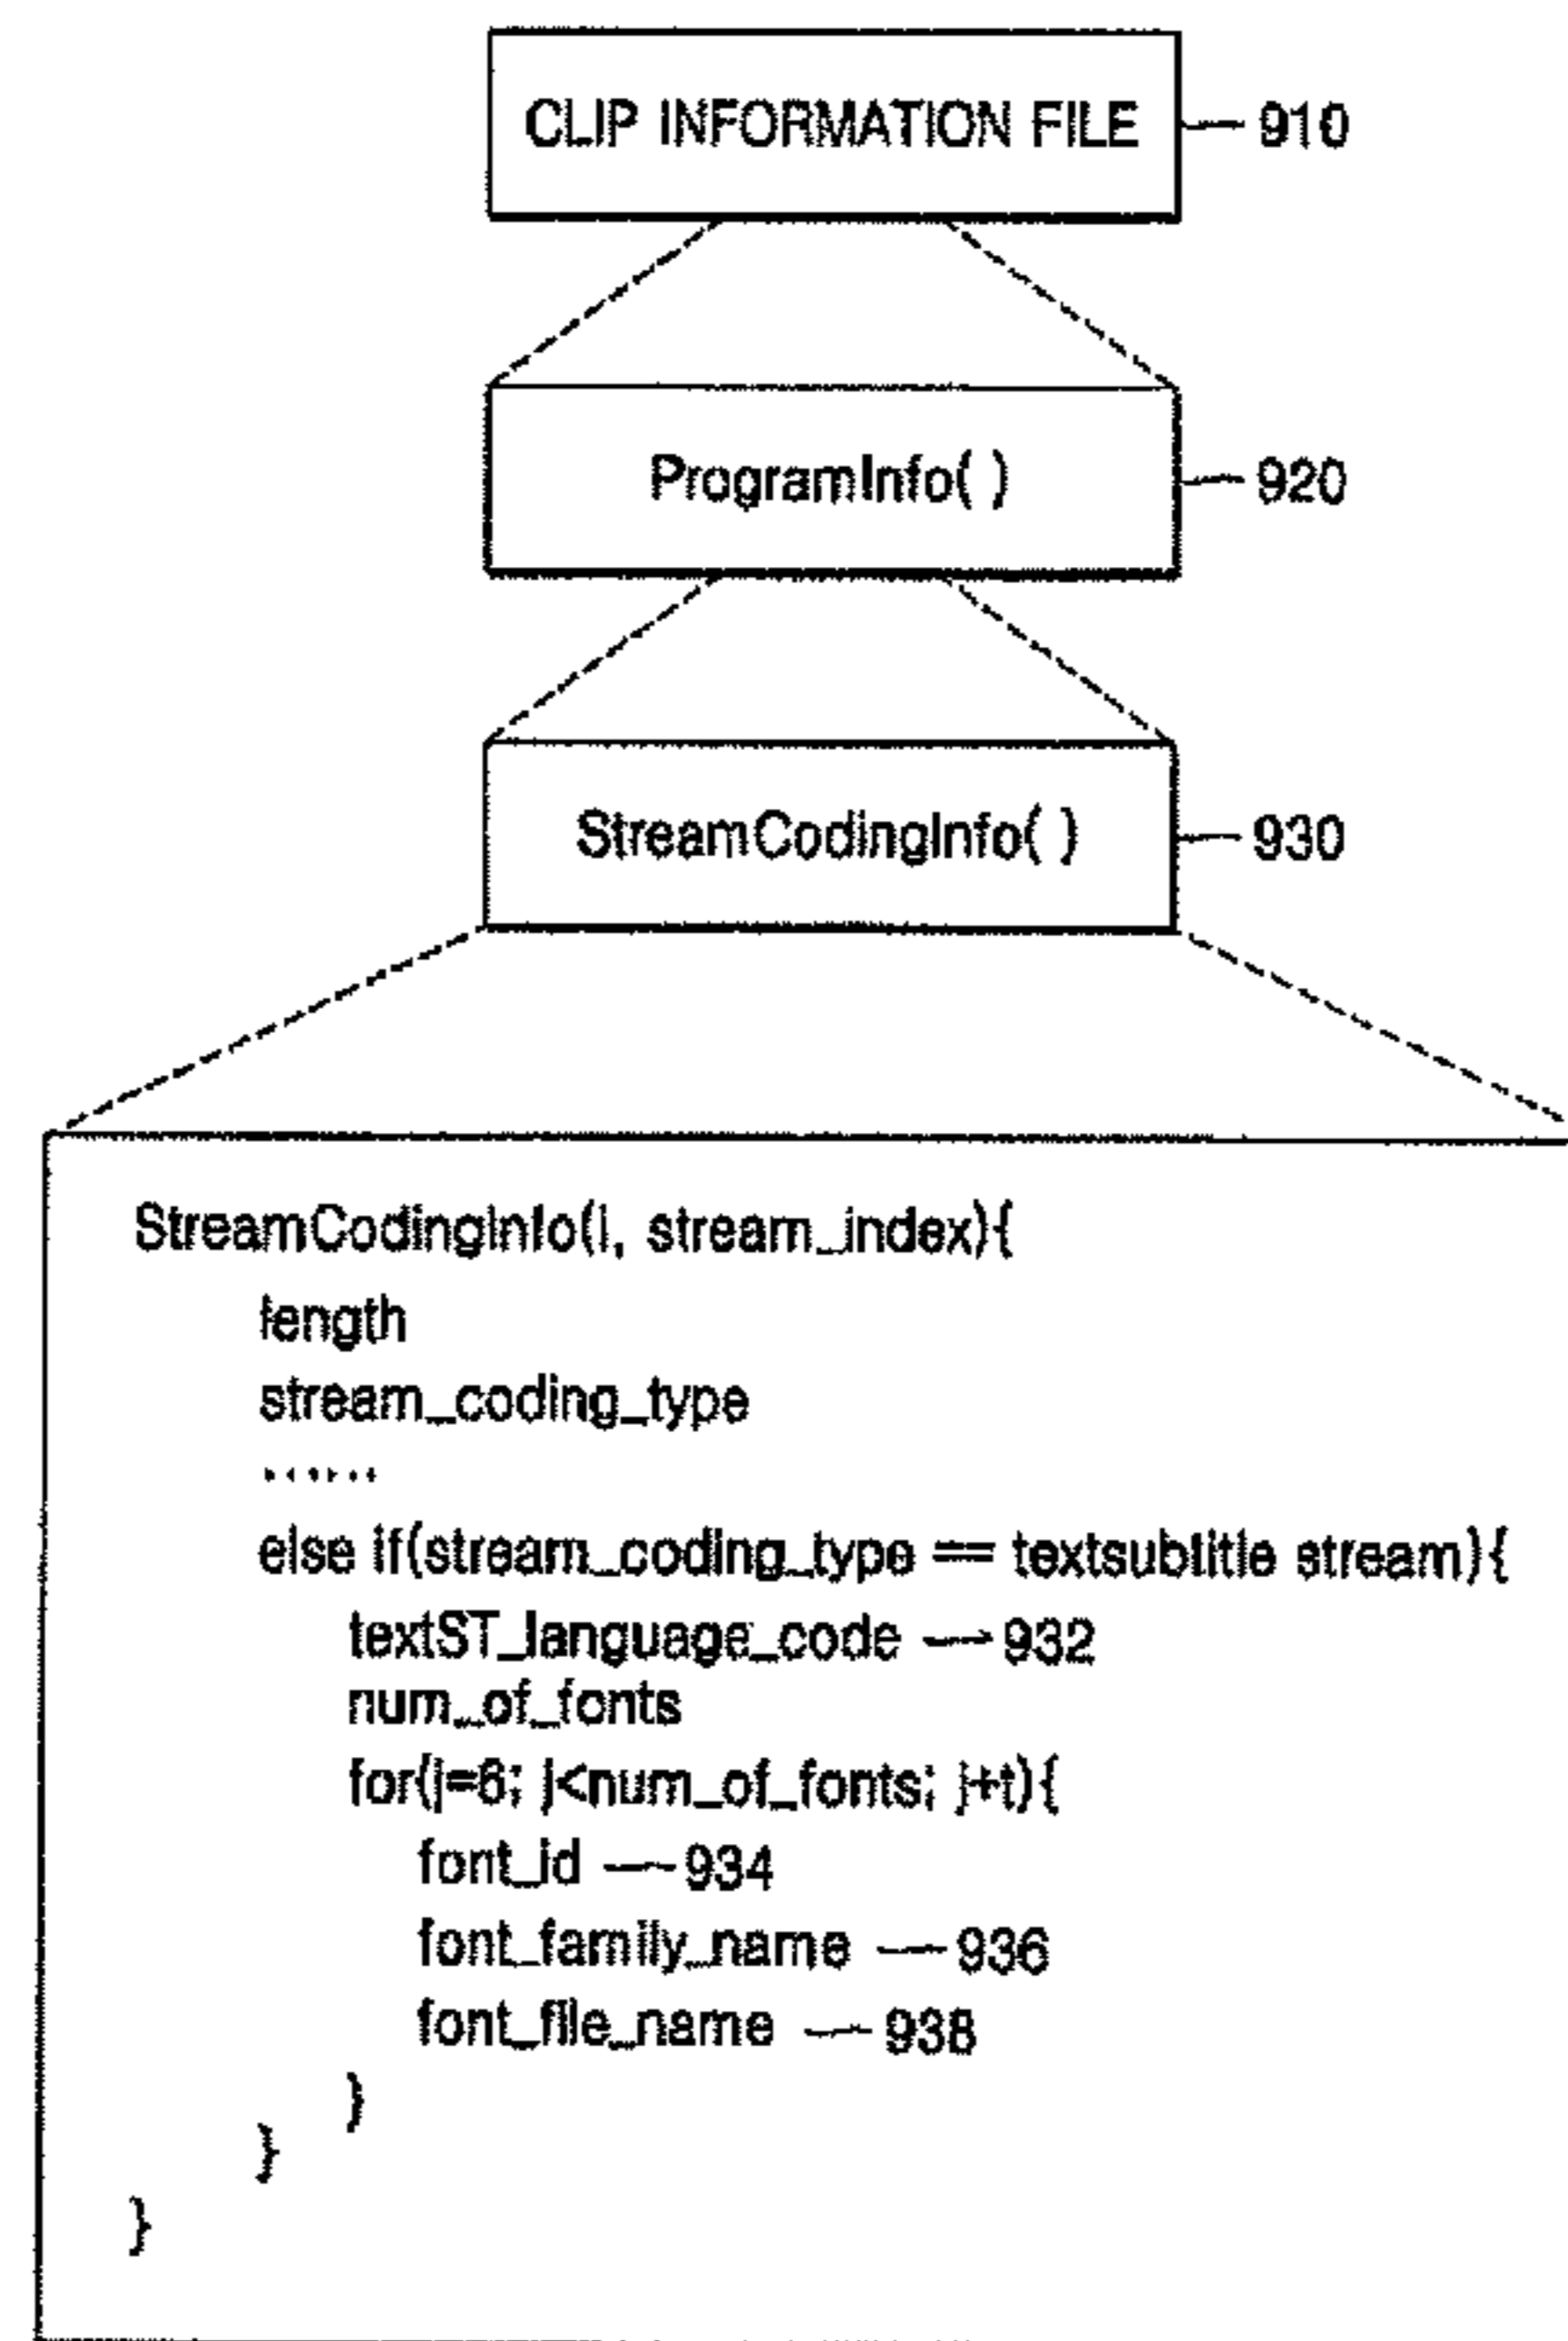 CLIP INFORMATION FILE — 910
ProgramInfo( ) — 920
StreamCodingInfo( ) — 930
StreamCodingInfo(i, stream_index){
length
stream_coding_type
......
else if(stream_coding_type == textsubtitle stream){
textST_language_code — 932
num_of_fonts
for(j=6; j<num_of_fonts; j+t){
font_id — 934
font_family_name — 936
font_file_name — 938
}
}
}